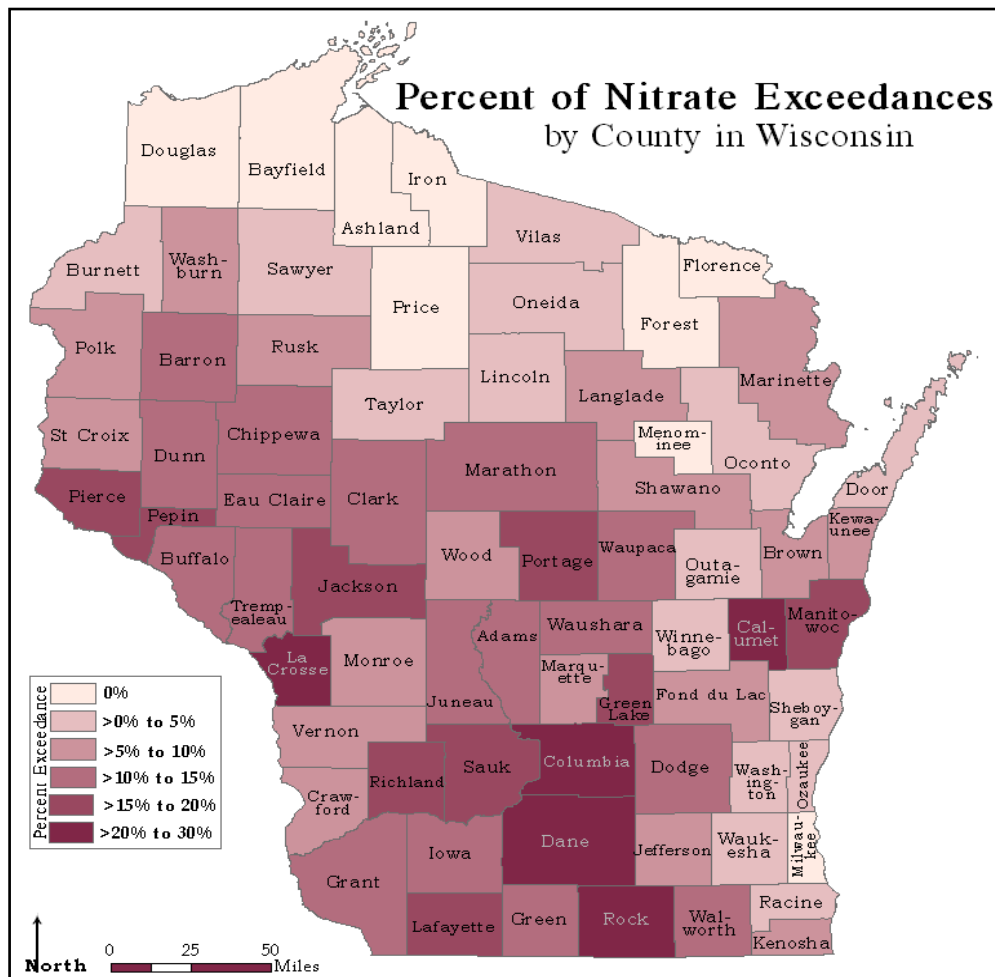 Percent of Nitrate Exceedances
by County in Wisconsin
Douglas
Bayfield
Iron
Ashland
Vilas
Florence
Burnett
Wash-
burn
Sawyer
Price
Oneida
Forest
Polk
Barron
Rusk
Lincoln
Langlade
Marinette
Taylor
St Croix
Dunn
Chippewa
Menom-
inee
Oconto
Marathon
Clark
Shawano
Door
Pierce
Pepin
Eau Claire
Buffalo
Wood
Portage
Waupaca
Outa-
gamie
Brown
Kewa-
unee
Tremp-
ealeau
Jackson
Adams
Waushara
Winne-
bago
Cal-
umet
Manito-
woc
La
Crosse
Monroe
Juneau
Marqu-
ette
Green
Lake
Fond du Lac
Sheboy-
gan
Vernon
Richland
Sauk
Columbia
Dodge
Wash-
ington
Ozaukee
Craw-
ford
Dane
Jefferson
Wauk-
esha
Milwau-
kee
Grant
Iowa
Lafayette
Green
Rock
Wal-
worth
Racine
Kenosha
Percent Exceedance
0%
>0% to 5%
>5% to 10%
>10% to 15%
>15% to 20%
>20% to 30%
North
0 25 50
Miles